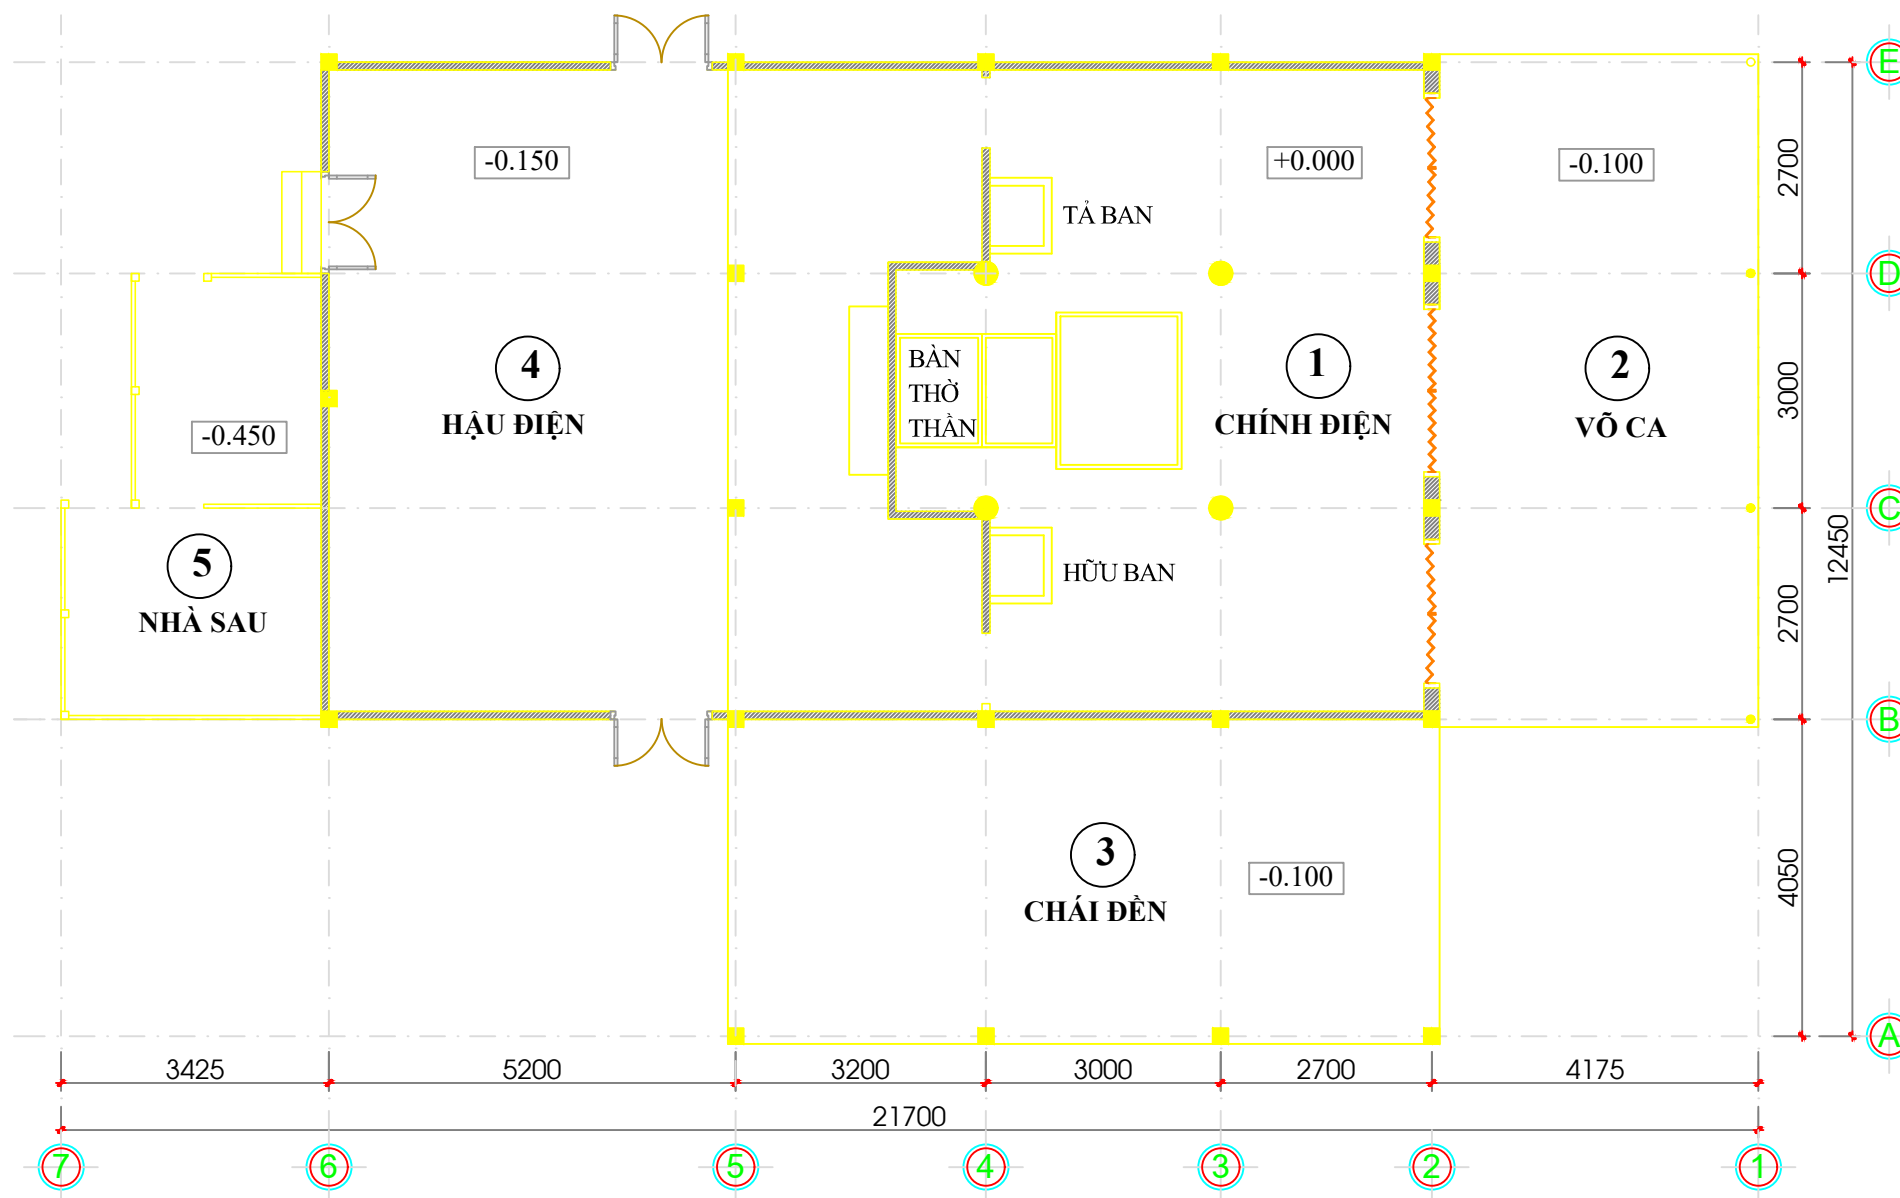 E
-0.150
+0.000
-0.100
2700
TẢ BAN
D
4
HẬU ĐIỆN
BÀN
THỜ
THẦN
1
CHÍNH ĐIỆN
2
VÕ CA
3000
-0.450
C
12450
5
NHÀ SAU
HỮU BAN
2700
B
3
CHÁI ĐỀN
-0.100
4050
A
3425
5200
3200
3000
2700
4175
21700
7
6
5
4
3
2
1